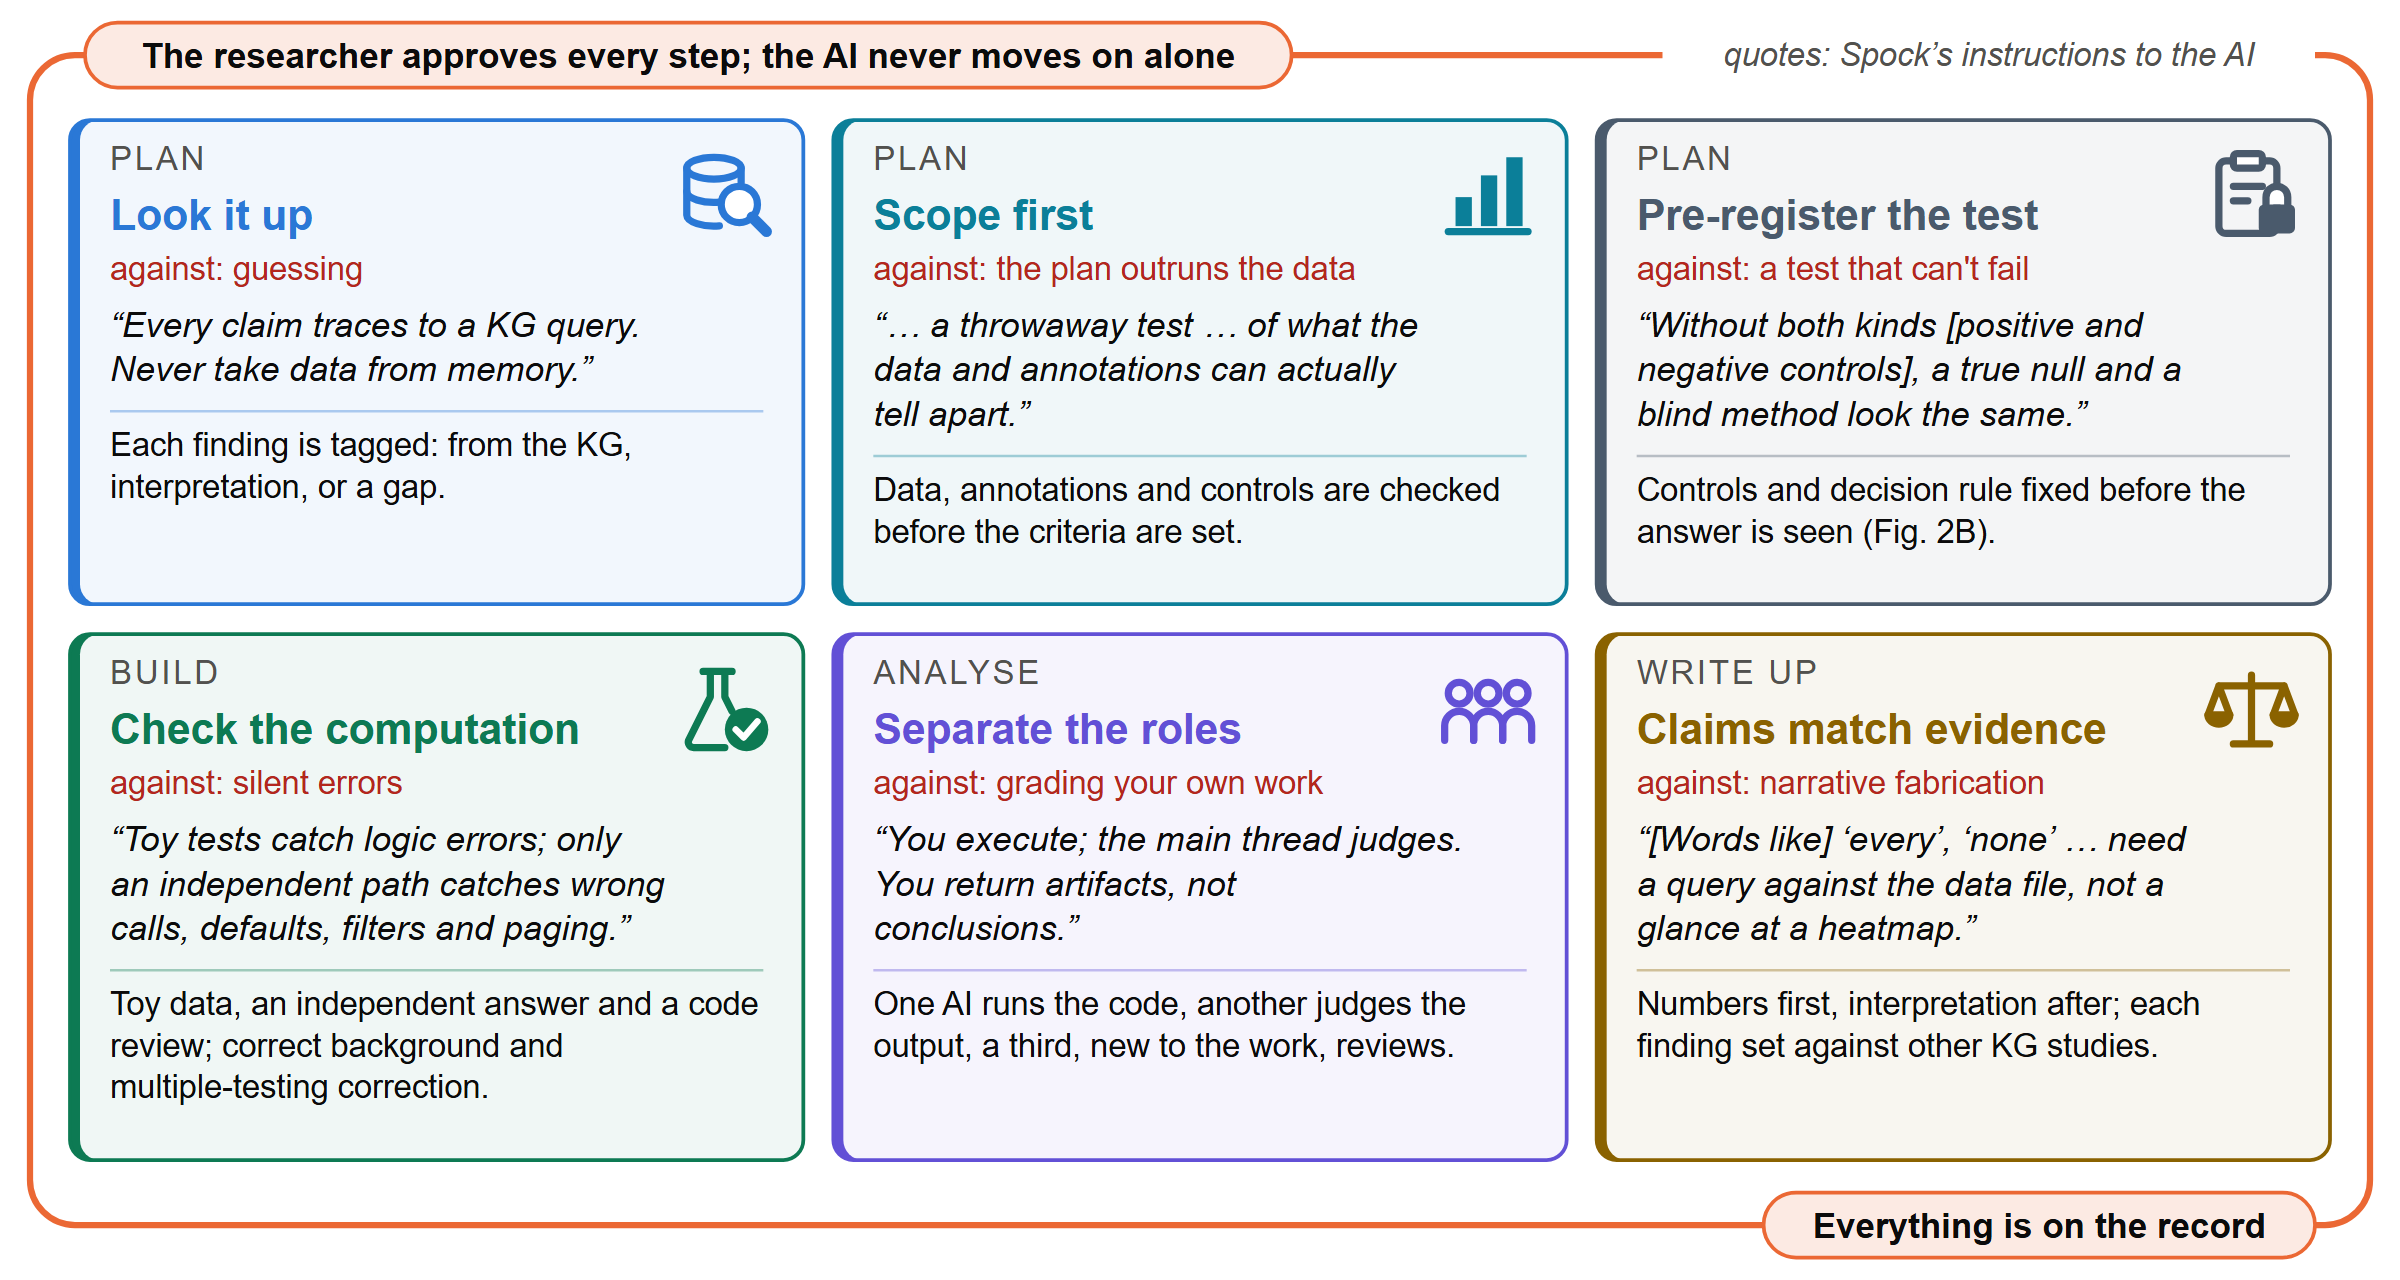 The researcher approves every step; the AI never moves on alone
quotes: Spock’s instructions to the AI
PLAN
Look it up
against: guessing
“Every claim traces to a KG query.
Never take data from memory.”
Each finding is tagged: from the KG,
interpretation, or a gap.
PLAN
Scope first
against: the plan outruns the data
“… a throwaway test … of what the
data and annotations can actually
tell apart.”
Data, annotations and controls are checked
before the criteria are set.
PLAN
Pre-register the test
against: a test that can't fail
“Without both kinds [positive and
negative controls], a true null and a
blind method look the same.”
Controls and decision rule fixed before the
answer is seen (Fig. 2B).
BUILD
Check the computation
against: silent errors
“Toy tests catch logic errors; only
an independent path catches wrong
calls, defaults, filters and paging.”
Toy data, an independent answer and a code
review; correct background and
multiple-testing correction.
ANALYSE
Separate the roles
against: grading your own work
“You execute; the main thread judges.
You return artifacts, not
conclusions.”
One AI runs the code, another judges the
output, a third, new to the work, reviews.
WRITE UP
Claims match evidence
against: narrative fabrication
“[Words like] ‘every’, ‘none’ … need
a query against the data file, not a
glance at a heatmap.”
Numbers first, interpretation after; each
finding set against other KG studies.
Everything is on the record